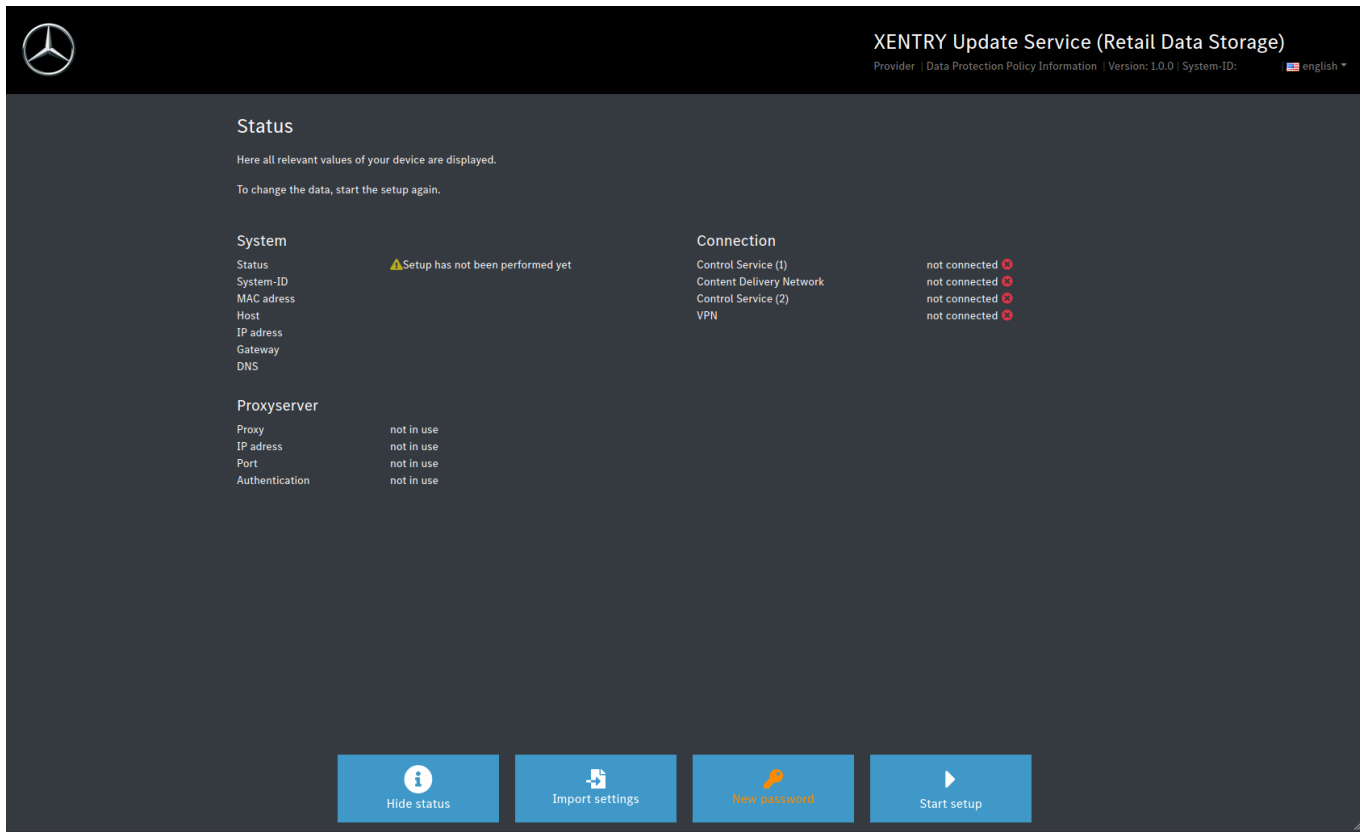 XENTRY Update Service (Retail Data Storage)
Provider | Data Protection Policy Information | Version: 1.0.0 | System-ID: | english
Status
Here all relevant values of your device are displayed.
To change the data, start the setup again.
System
Status Setup has not been performed yet
System-ID
MAC adress
Host
IP adress
Gateway
DNS
Connection
Control Service (1) not connected
Content Delivery Network not connected
Control Service (2) not connected
VPN not connected
Proxyserver
Proxy not in use
IP adress not in use
Port not in use
Authentication not in use
Hide status
Import settings
New password
Start setup